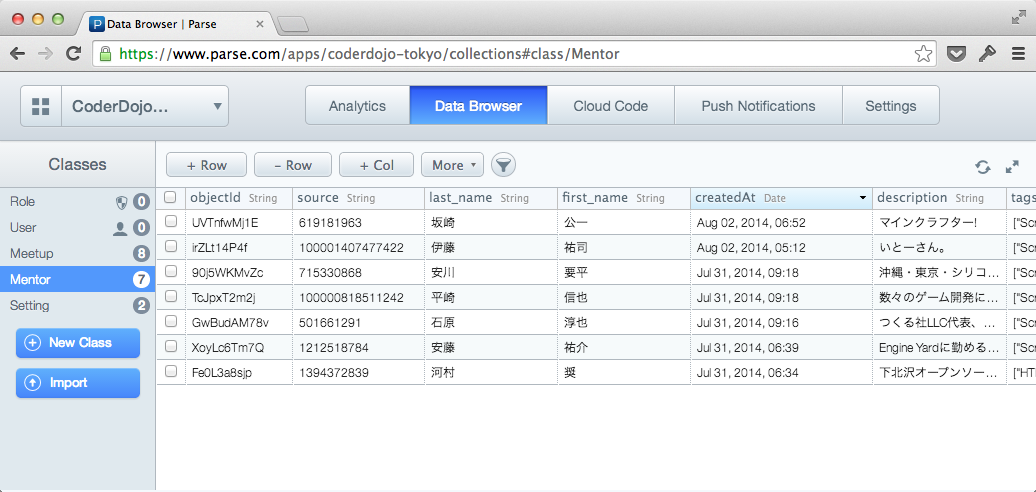 Data Browser | Parse
https://www.parse.com/apps/coderdojo-tokyo/collections#class/Mentor
CoderDojo... Analytics Data Browser Cloud Code Push Notifications Settings
Classes + Row - Row + Col More
objectId String source String last_name String first_name String createdAt Date description String tags
Role 0
User 0
Meetup 8
Mentor 7
Setting 2
New Class
Import
UVTnfwMj1E 619181963 坂崎 公一 Aug 02, 2014, 06:52 マインクラフター! ["Scr
irZLt14P4f 100001407477422 伊藤 祐司 Aug 02, 2014, 05:12 いとーさん。 ["Scr
90j5WKMvZc 715330868 安川 要平 Jul 31, 2014, 09:18 沖縄・東京・シリコ... ["Scr
TcJpxT2m2j 100000818511242 平崎 信也 Jul 31, 2014, 09:18 数々のゲーム開発に... ["Scr
GwBudAM78v 501661291 石原 淳也 Jul 31, 2014, 09:16 つくる社LLC代表、... ["Scr
XoyLc6Tm7Q 1212518784 安藤 祐介 Jul 31, 2014, 06:39 Engine Yardに勤める... ["Scr
Fe0L3a8sjp 1394372839 河村 奨 Jul 31, 2014, 06:34 下北沢オープンソー... ["HTM